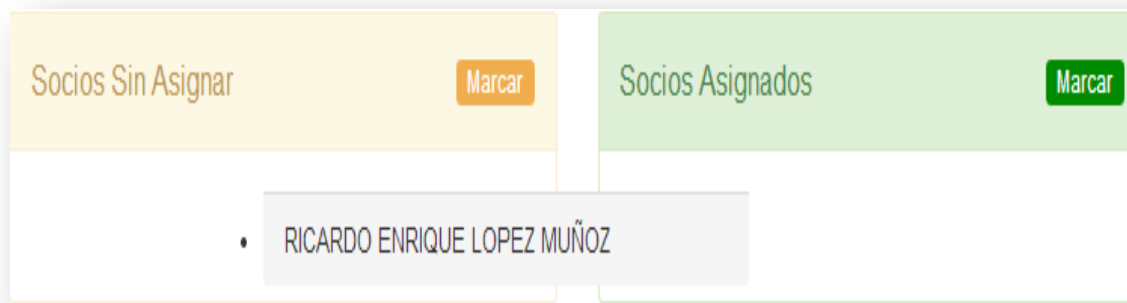 Socios Sin Asignar
Marcar
Socios Asignados
Marcar
RICARDO ENRIQUE LOPEZ MUÑOZ